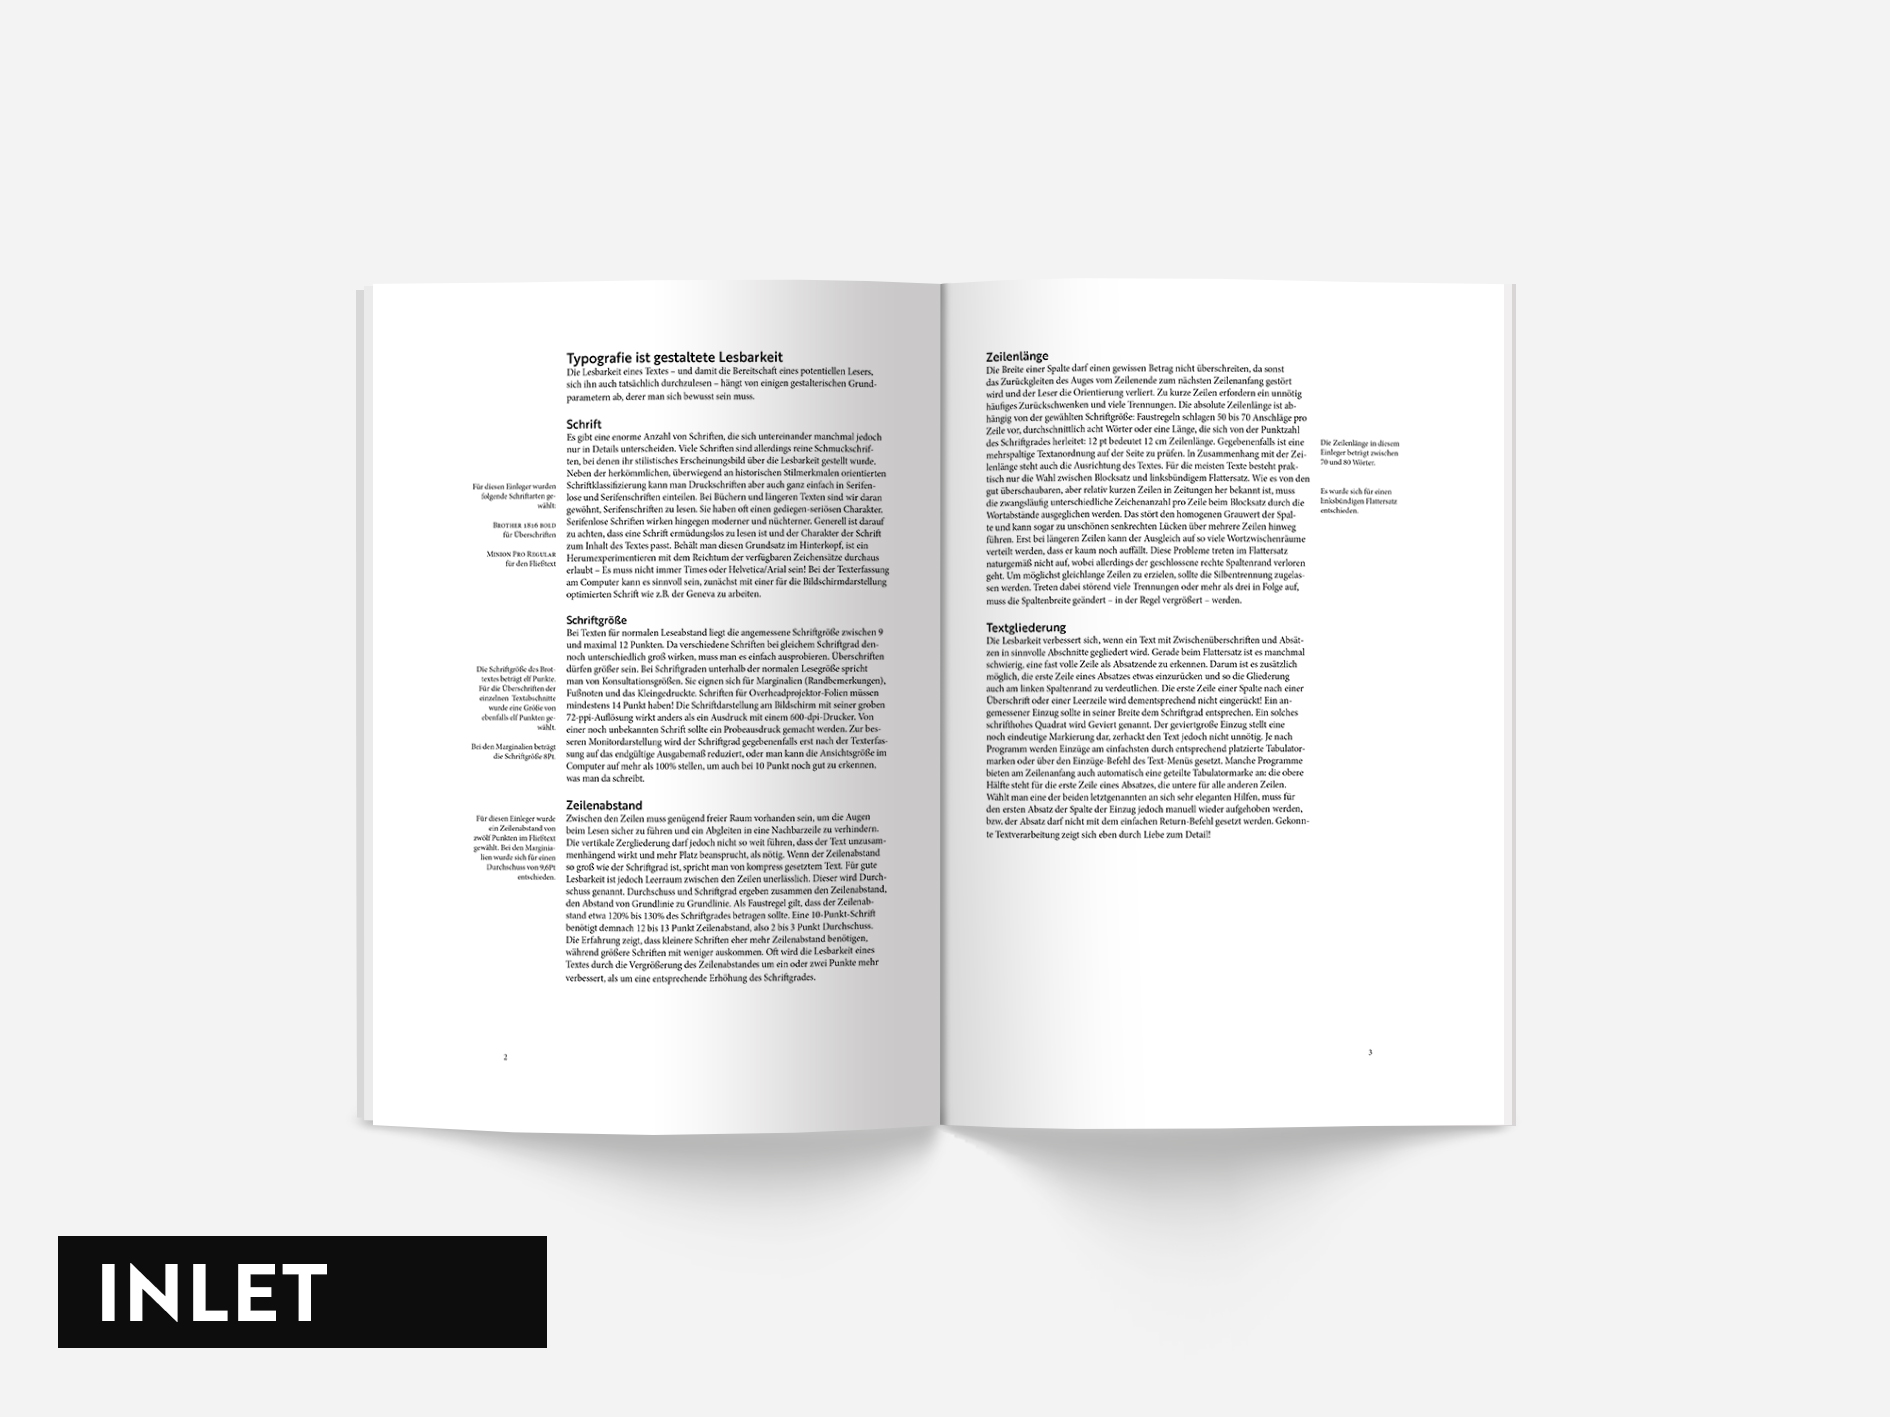 Typografie ist gestaltete Lesbarkeit
Die Lesbarkeit eines Textes – und damit die Bereitschaft eines potentiellen Lesers,
sich ihn auch tatsächlich durchzulesen – hängt von einigen gestalterischen Grund-
parametern ab, derer man sich bewusst sein muss.
Schrift
Es gibt eine enorme Anzahl von Schriften, die sich untereinander manchmal jedoch
nur in Details unterscheiden. Viele Schriften sind allerdings reine Schmuckschrif-
ten, bei denen ihr stilistisches Erscheinungsbild über die Lesbarkeit gestellt wurde.
Neben der herkömmlichen, überwiegend an historischen Stilmerkmalen orientierten
Schriftklassifizierung kann man Druckschriften aber auch ganz einfach in Serifen-
lose und Serifenschriften einteilen. Bei Büchern und längeren Texten sind wir daran
gewöhnt, Serifenschriften zu lesen. Sie haben oft einen gediegen-seriösen Charakter.
Serifenlose Schriften wirken hingegen moderner und nüchterner. Generell ist darauf
zu achten, dass eine Schrift ermüdungslos zu lesen ist und der Charakter der Schrift
zum Inhalt des Textes passt. Behält man diesen Grundsatz im Hinterkopf, ist ein
Herumexperimentieren mit dem Reichtum der verfügbaren Zeichensätze durchaus
erlaubt – Es muss nicht immer Times oder Helvetica/Arial sein! Bei der Texterfassung
am Computer kann es sinnvoll sein, zunächst mit einer für die Bildschirmdarstellung
optimierten Schrift wie z.B. der Geneva zu arbeiten.
Für diesen Einleger wurden
folgende Schriftarten ge-
wählt:
Brother 1816 bold
für Überschriften
Minion Pro Regular
für den Fließtext
Schriftgröße
Bei Texten für normalen Leseabstand liegt die angemessene Schriftgröße zwischen 9
und maximal 12 Punkten. Da verschiedene Schriften bei gleichem Schriftgrad den-
noch unterschiedlich groß wirken, muss man es einfach ausprobieren. Überschriften
dürfen größer sein. Bei Schriftgraden unterhalb der normalen Lesegröße spricht
man von Konsultationsgrößen. Sie eignen sich für Marginalien (Randbemerkungen),
Fußnoten und das Kleingedruckte. Schriften für Overheadprojektor-Folien müssen
mindestens 14 Punkt haben! Die Schriftdarstellung am Bildschirm mit seiner groben
72-ppi-Auflösung wirkt anders als ein Ausdruck mit einem 600-dpi-Drucker. Von
einer noch unbekannten Schrift sollte ein Probeausdruck gemacht werden. Zur bes-
seren Monitordarstellung wird der Schriftgrad gegebenenfalls erst nach der Texterfas-
sung auf das endgültige Ausgabemaß reduziert, oder man kann die Ansichtsgröße im
Computer auf mehr als 100% stellen, um auch bei 10 Punkt noch gut zu erkennen,
was man da schreibt.
Die Schriftgröße des Brot-
textes beträgt elf Punkte.
Für die Überschriften der
einzelnen Textabschnitte
wurde eine Größe von
ebenfalls elf Punkten ge-
wählt.
Bei den Marginalien beträgt
die Schriftgröße 8Pt.
Zeilenabstand
Zwischen den Zeilen muss genügend freier Raum vorhanden sein, um die Augen
beim Lesen sicher zu führen und ein Abgleiten in eine Nachbarzeile zu verhindern.
Die vertikale Zergliederung darf jedoch nicht so weit führen, dass der Text unzusam-
menhängend wirkt und mehr Platz beansprucht, als nötig. Wenn der Zeilenabstand
so groß wie der Schriftgrad ist, spricht man von kompress gesetztem Text. Für gute
Lesbarkeit ist jedoch Leerraum zwischen den Zeilen unerlässlich. Dieser wird Durch-
schuss genannt. Durchschuss und Schriftgrad ergeben zusammen den Zeilenabstand,
den Abstand von Grundlinie zu Grundlinie. Als Faustregel gilt, dass der Zeilenab-
stand etwa 120% bis 130% des Schriftgrades betragen sollte. Eine 10-Punkt-Schrift
benötigt demnach 12 bis 13 Punkt Zeilenabstand, also 2 bis 3 Punkt Durchschuss.
Die Erfahrung zeigt, dass kleinere Schriften eher mehr Zeilenabstand benötigen,
während größere Schriften mit weniger auskommen. Oft wird die Lesbarkeit eines
Textes durch die Vergrößerung des Zeilenabstandes um ein oder zwei Punkte mehr
verbessert, als um eine entsprechende Erhöhung des Schriftgrades.
Für diesen Einleger wurde
ein Zeilenabstand von
zwölf Punkten im Fließtext
gewählt. Bei den Marginia-
lien wurde sich für einen
Durchschuss von 9,6Pt
entschieden.
2
Zeilenlänge
Die Breite einer Spalte darf einen gewissen Betrag nicht überschreiten, da sonst
das Zurückgleiten des Auges vom Zeilenende zum nächsten Zeilenanfang gestört
wird und der Leser die Orientierung verliert. Zu kurze Zeilen erfordern ein unnötig
häufiges Zurückschwenken und viele Trennungen. Die absolute Zeilenlänge ist ab-
hängig von der gewählten Schriftgröße: Faustregeln schlagen 50 bis 70 Anschläge pro
Zeile vor, durchschnittlich acht Wörter oder eine Länge, die sich von der Punktzahl
des Schriftgrades herleitet: 12 pt bedeutet 12 cm Zeilenlänge. Gegebenenfalls ist eine
mehrspaltige Textanordnung auf der Seite zu prüfen. In Zusammenhang mit der Zei-
lenlänge steht auch die Ausrichtung des Textes. Für die meisten Texte besteht prak-
tisch nur die Wahl zwischen Blocksatz und linksbündigem Flattersatz. Wie es von den
gut überschaubaren, aber relativ kurzen Zeilen in Zeitungen her bekannt ist, muss
die zwangsläufig unterschiedliche Zeichenanzahl pro Zeile beim Blocksatz durch die
Wortabstände ausgeglichen werden. Das stört den homogenen Grauwert der Spal-
te und kann sogar zu unschönen senkrechten Lücken über mehrere Zeilen hinweg
führen. Erst bei längeren Zeilen kann der Ausgleich auf so viele Wortzwischenräume
verteilt werden, dass er kaum noch auffällt. Diese Probleme treten im Flattersatz
naturgemäß nicht auf, wobei allerdings der geschlossene rechte Spaltenrand verloren
geht. Um möglichst gleichlange Zeilen zu erzielen, sollte die Silbentrennung zugelas-
sen werden. Treten dabei störend viele Trennungen oder mehr als drei in Folge auf,
muss die Spaltenbreite geändert – in der Regel vergrößert – werden.
Die Zeilenlänge in diesem
Einleger beträgt zwischen
70 und 80 Wörter.
Es wurde sich für einen
linksbündigen Flattersatz
entschieden.
Textgliederung
Die Lesbarkeit verbessert sich, wenn ein Text mit Zwischenüberschriften und Absät-
zen in sinnvolle Abschnitte gegliedert wird. Gerade beim Flattersatz ist es manchmal
schwierig, eine fast volle Zeile als Absatzende zu erkennen. Darum ist es zusätzlich
möglich, die erste Zeile eines Absatzes etwas einzurücken und so die Gliederung
auch am linken Spaltenrand zu verdeutlichen. Die erste Zeile einer Spalte nach einer
Überschrift oder einer Leerzeile wird dementsprechend nicht eingerückt! Ein an-
gemessener Einzug sollte in seiner Breite dem Schriftgrad entsprechen. Ein solches
schrifthohes Quadrat wird Geviert genannt. Der geviertgroße Einzug stellt eine
noch eindeutige Markierung dar, zerhackt den Text jedoch nicht unnötig. Je nach
Programm werden Einzüge am einfachsten durch entsprechend platzierte Tabulator-
marken oder über den Einzüge-Befehl des Text-Menüs gesetzt. Manche Programme
bieten am Zeilenanfang auch automatisch eine geteilte Tabulatormarke an: die obere
Hälfte steht für die erste Zeile eines Absatzes, die untere für alle anderen Zeilen.
Wählt man eine der beiden letztgenannten an sich sehr eleganten Hilfen, muss für
den ersten Absatz der Spalte der Einzug jedoch manuell wieder aufgehoben werden,
bzw. der Absatz darf nicht mit dem einfachen Return-Befehl gesetzt werden. Gekonn-
te Textverarbeitung zeigt sich eben durch Liebe zum Detail!
3
INLET